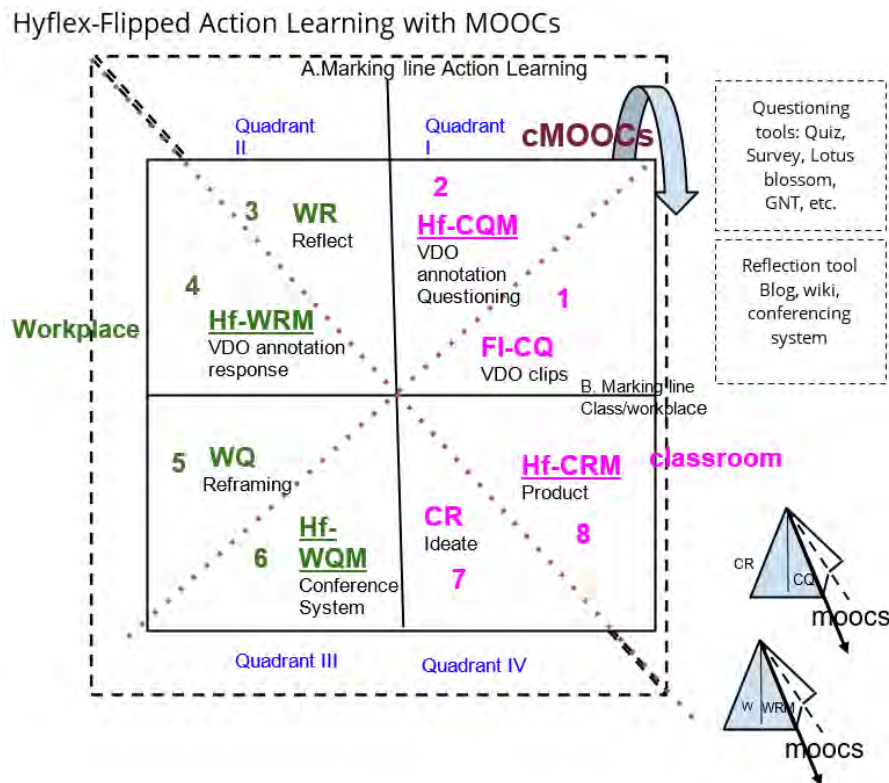 Hyflex-Flipped Action Learning with MOOCs
A.Marking line Action Learning
Quadrant
II
Quadrant
I
cMOOCs
Questioning
tools: Quiz,
Survey, Lotus
blossom,
GNT, etc.
3
WR
Reflect
2
Hf-CQM
VDO
annotation
Questioning
4
Hf-WRM
VDO annotation
response
1
Fl-CQ
VDO clips
Reflection tool
Blog, wiki,
conferencing
system
Workplace
B. Marking line
Class/workplace
5
WQ
Reframing
6
Hf-
WQM
Conference
System
CR
Ideate
7
Hf-CRM
Product
8
classroom
Quadrant III
Quadrant IV
CR
CQ
moocs
W
WRM
moocs